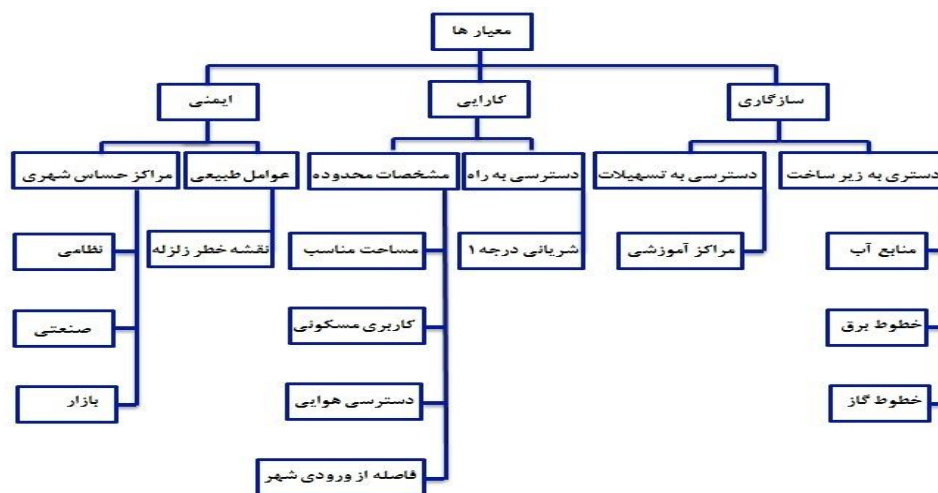 معیار ها
سازگاری
کارایی
ایمنی
دستری به زیر ساخت
دسترسی به تسهیلات
دسترسی به راه
مشخصات محدوده
عوامل طبیعی
مراکز حساس شهری
منابع آب
مراکز آموزشی
شریانی درجه ۱
مساحت مناسب
نقشه خطر زلزله
نظامی
خطوط برق
کاربری مسکونی
صنعتی
خطوط گاز
دسترسی هوایی
بازار
فاصله از ورودی شهر